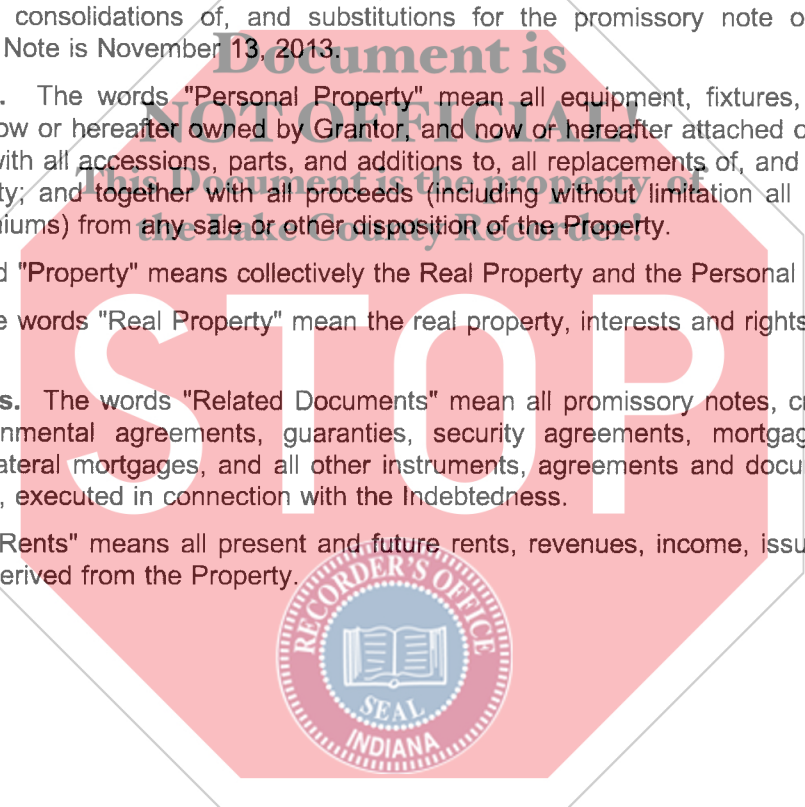 consolidations of, and substitutions for the promissory note o
Note is November 13, 2013.
Document is
. The words "Personal Property" mean all equipment, fixtures,
NOT OFFICIAL!
ow or hereafter owned by Grantor, and now or hereafter attached o
with all accessions, parts, and additions to, all replacements of, and
This Document is the property of
ty; and together with all proceeds (including without limitation all
niums) from any sale or other disposition of the Property.
the Lake County Recorder!
d "Property" means collectively the Real Property and the Personal
e words "Real Property" mean the real property, interests and rights
STOP
s. The words "Related Documents" mean all promissory notes, cr
nmental agreements, guaranties, security agreements, mortgag
ateral mortgages, and all other instruments, agreements and docu
, executed in connection with the Indebtedness.
Rents" means all present and future rents, revenues, income, issu
erived from the Property.
RECORDER'S OFFICE
SEAL
INDIANA